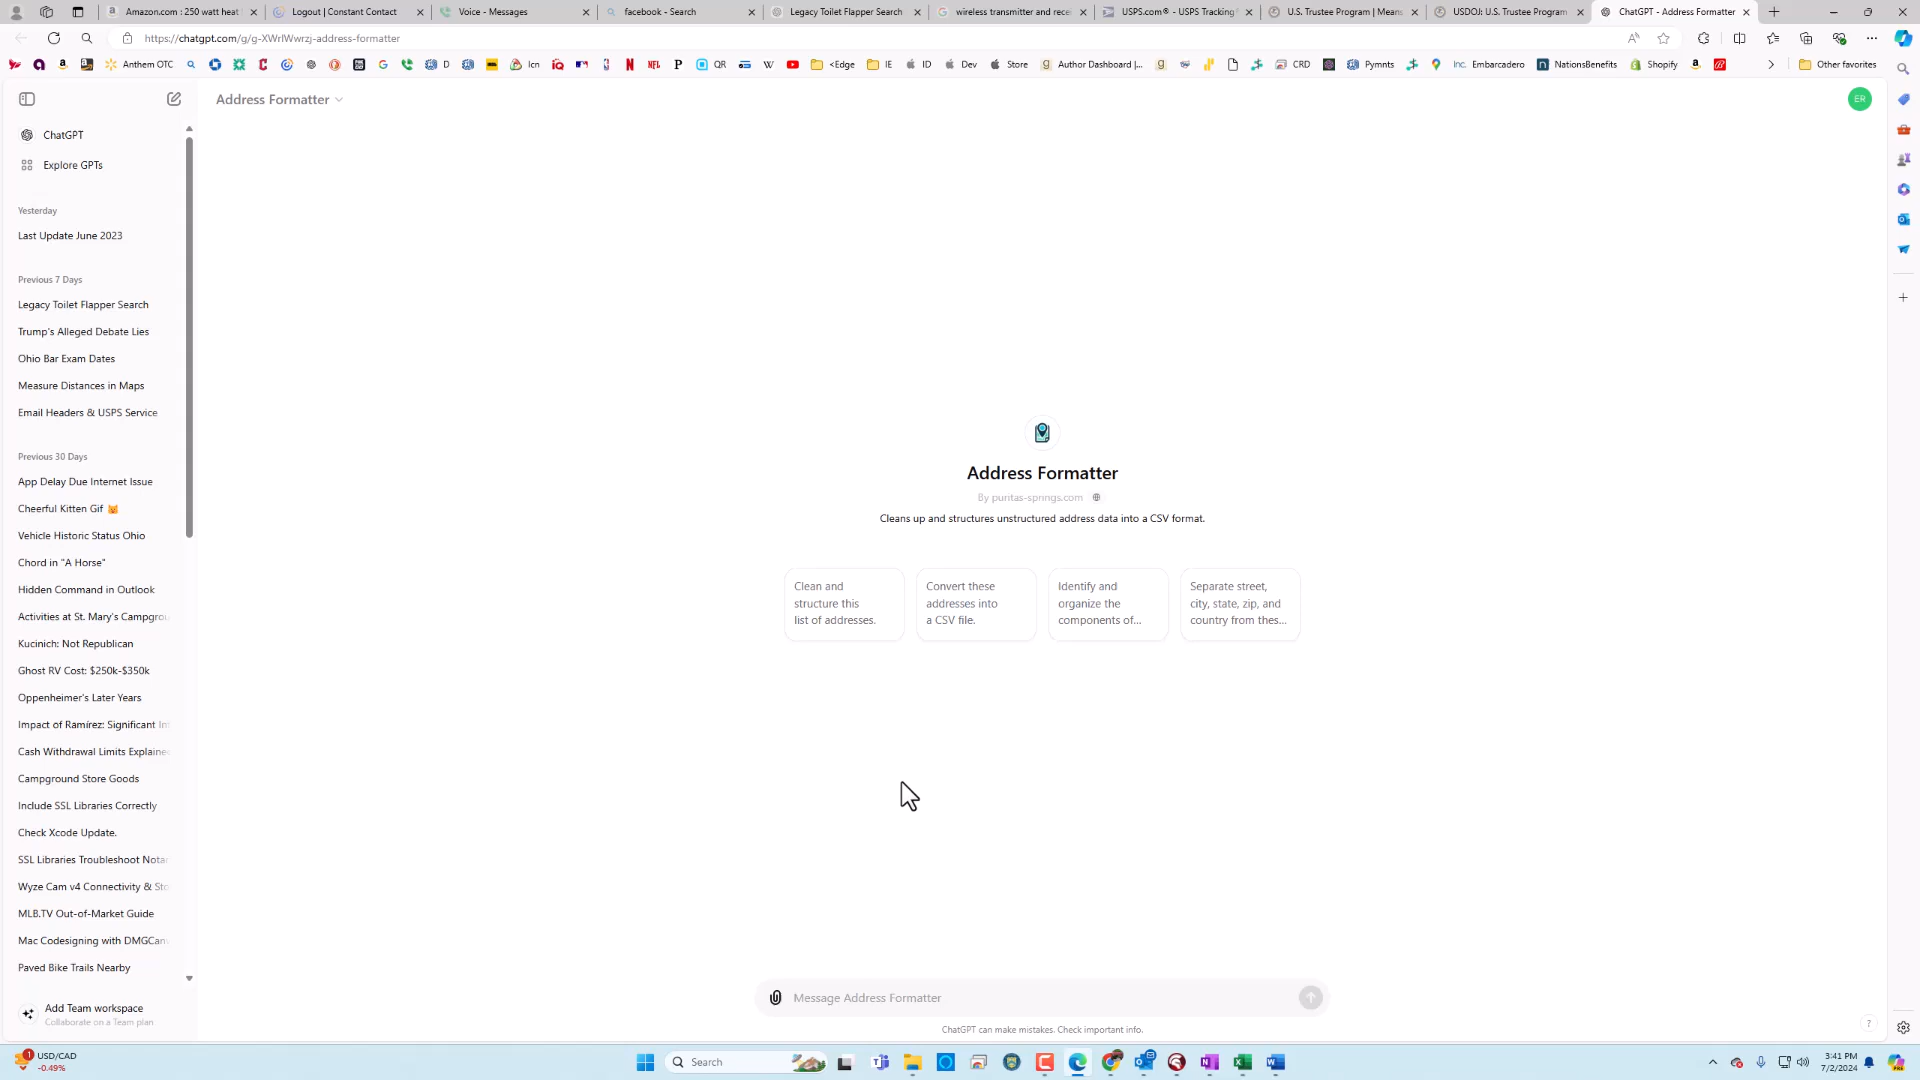 Amazon.com : 250 watt heat
Logout | Constant Contact
Voice - Messages
facebook - Search
Legacy Toilet Flapper Search
wireless transmitter and rece
USPS.com® - USPS Tracking
U.S. Trustee Program | Means
USDOJ: U.S. Trustee Program
ChatGPT - Address Formatter
https://chatgpt.com/g/g-XWrlWwrzj-address-formatter
Anthem OTC
D
Icn
QR
<Edge
IE
ID
Dev
Store
Author Dashboard |...
CRD
Pymnts
Embarcadero
NationsBenefits
Shopify
Other favorites
Address Formatter
ER
ChatGPT
Explore GPTs
Yesterday
Last Update June 2023
Previous 7 Days
Legacy Toilet Flapper Search
Trump's Alleged Debate Lies
Ohio Bar Exam Dates
Measure Distances in Maps
Email Headers & USPS Service
Previous 30 Days
App Delay Due Internet Issue
Cheerful Kitten Gif
Vehicle Historic Status Ohio
Chord in "A Horse"
Hidden Command in Outlook
Activities at St. Mary's Campgrou
Kucinich: Not Republican
Ghost RV Cost: $250k-$350k
Oppenheimer's Later Years
Impact of Ramírez: Significant In
Cash Withdrawal Limits Explained
Campground Store Goods
Include SSL Libraries Correctly
Check Xcode Update.
SSL Libraries Troubleshoot Nota
Wyze Cam v4 Connectivity & Sto
MLB.TV Out-of-Market Guide
Mac Codesigning with DMGCan
Paved Bike Trails Nearby
Add Team workspace
Collaborate on a Team plan
Address Formatter
By puritas-springs.com
Cleans up and structures unstructured address data into a CSV format.
Clean and
structure this
list of addresses.
Convert these
addresses into
a CSV file.
Identify and
organize the
components of...
Separate street,
city, state, zip, and
country from thes...
Message Address Formatter
ChatGPT can make mistakes. Check important info.
?
USD/CAD
-0.49%
Search
3:41 PM
7/2/2024